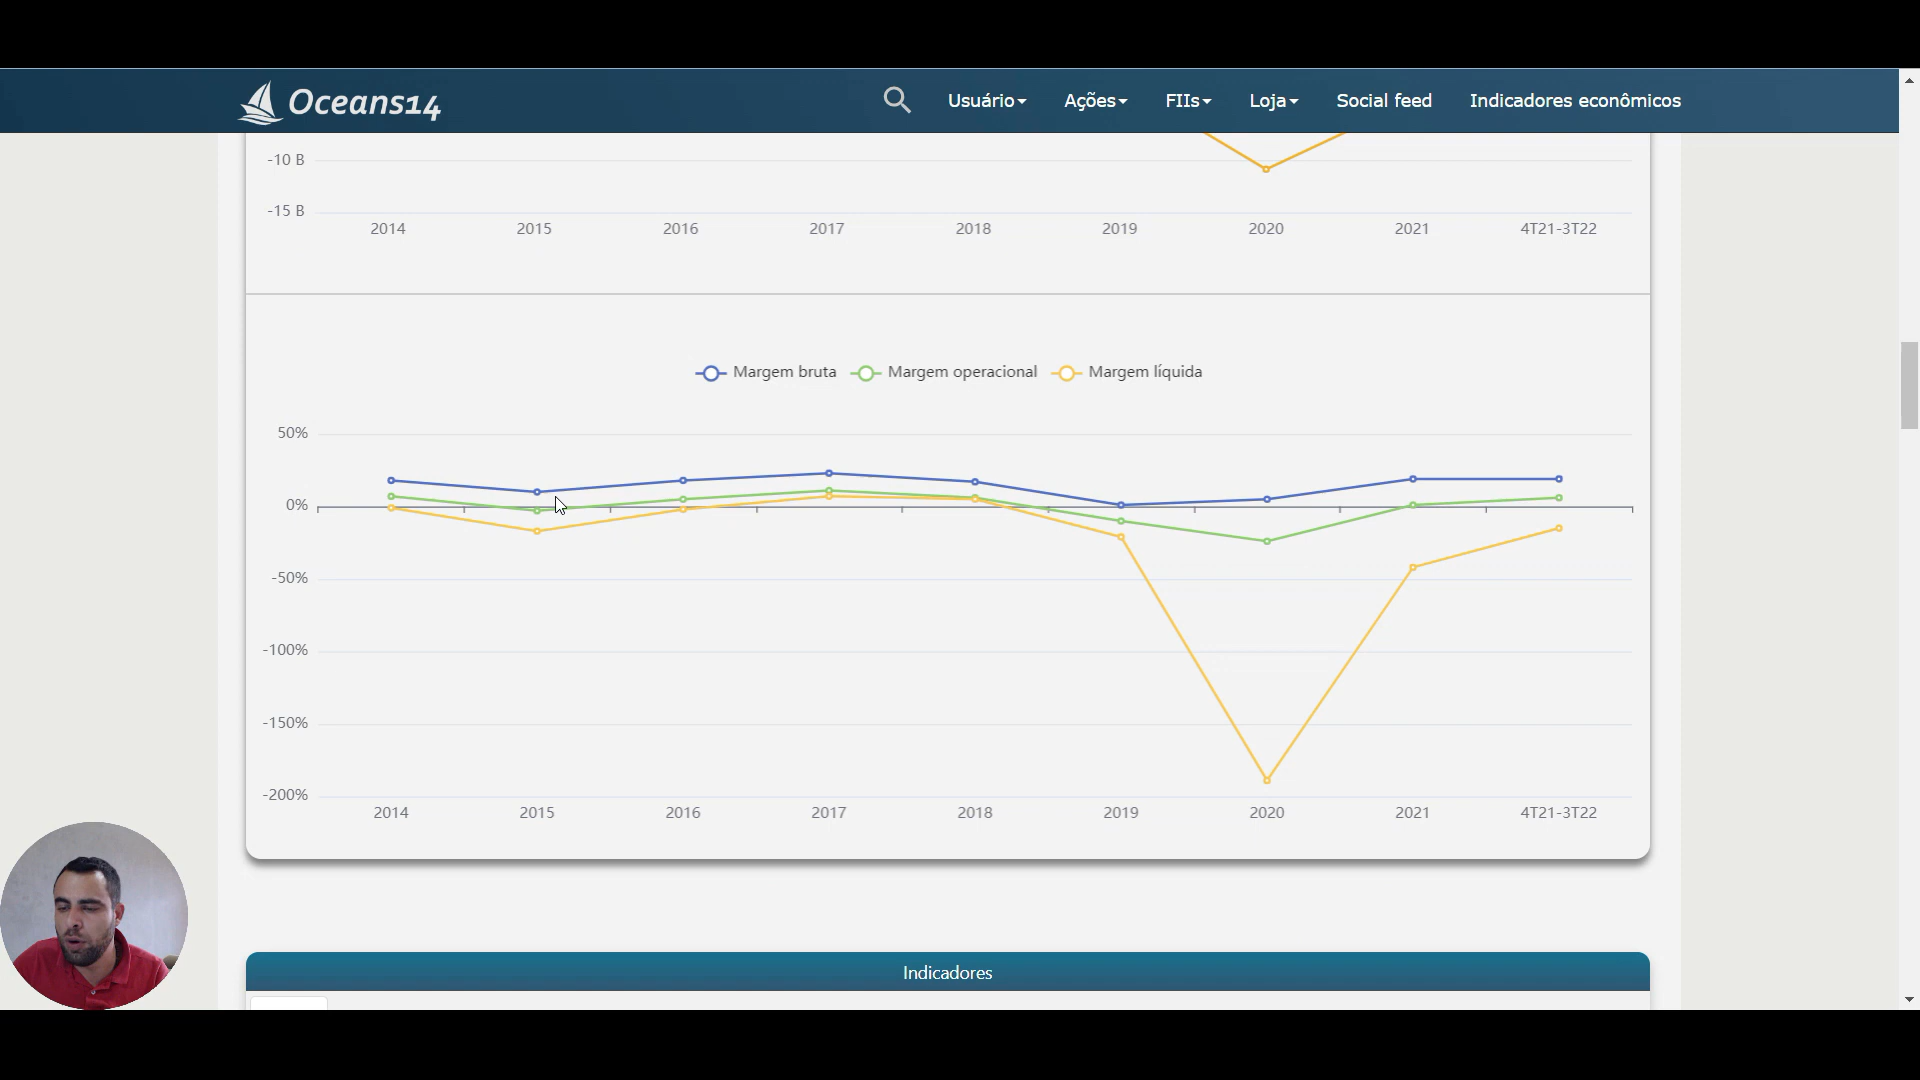 Oceans14
Usuário Ações FIIs Loja Social feed Indicadores econômicos
-10 B
-15 B
2014 2015 2016 2017 2018 2019 2020 2021 4T21-3T22
Margem bruta Margem operacional Margem líquida
50%
0%
-50%
-100%
-150%
-200%
2014 2015 2016 2017 2018 2019 2020 2021 4T21-3T22
Indicadores